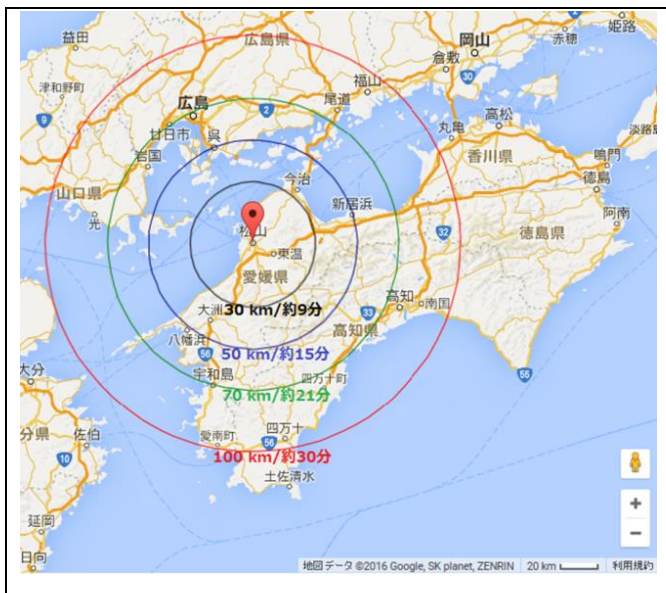 益田
広島県
岡山
姫路
赤穂
倉敷
30
津和野町
福山
広島
尾道
2
9
廿日市
呉
丸亀
高松
淡路島
岩国
今治
香川県
鳴門
山口県
新居浜
徳島
光
松山
32
阿南
東温
徳島県
愛媛県
大洲
30 km/約9分
高知
南国
33
八幡浜
高知県
56
50 km/約15分
大分
宇和島
四万十町
55
70 km/約21分
分県
佐伯
愛南町
四万十
56
10
100 km/約30分
土佐清水
延岡
日向
地図データ ©2016 Google, SK planet, ZENRIN
20 km
利用規約